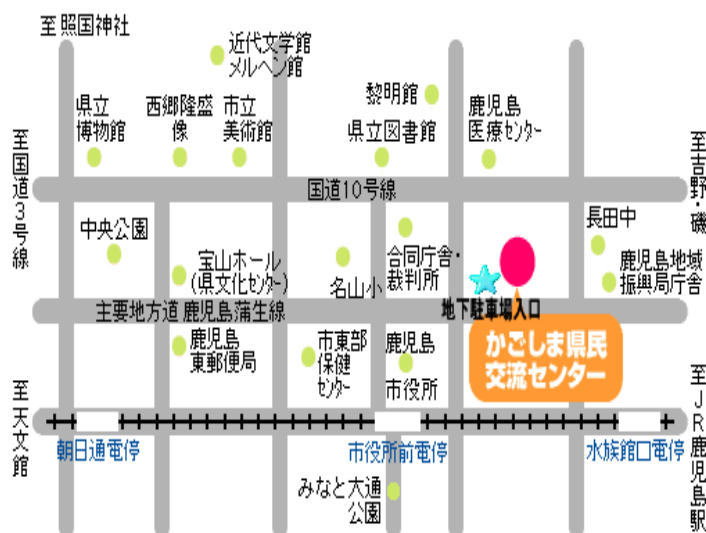 至 照国神社
近代文学館
メルヘン館
黎明館
県立
博物館
西郷隆盛
像
市立
美術館
県立図書館
鹿児島
医療センター
至国道3号線
至吉野・磯
国道10号線
中央公園
宝山ホール
(県文化センター)
名山小
合同庁舎・
裁判所
長田中
鹿児島地域
振興局庁舎
主要地方道 鹿児島蒲生線
地下駐車場入口
かごしま県民
交流センター
鹿児島
東郵便局
市東部
保健
センター
鹿児島
市役所
至天文館
至JR鹿児島駅
朝日通電停
市役所前電停
水族館口電停
みなと大通
公園